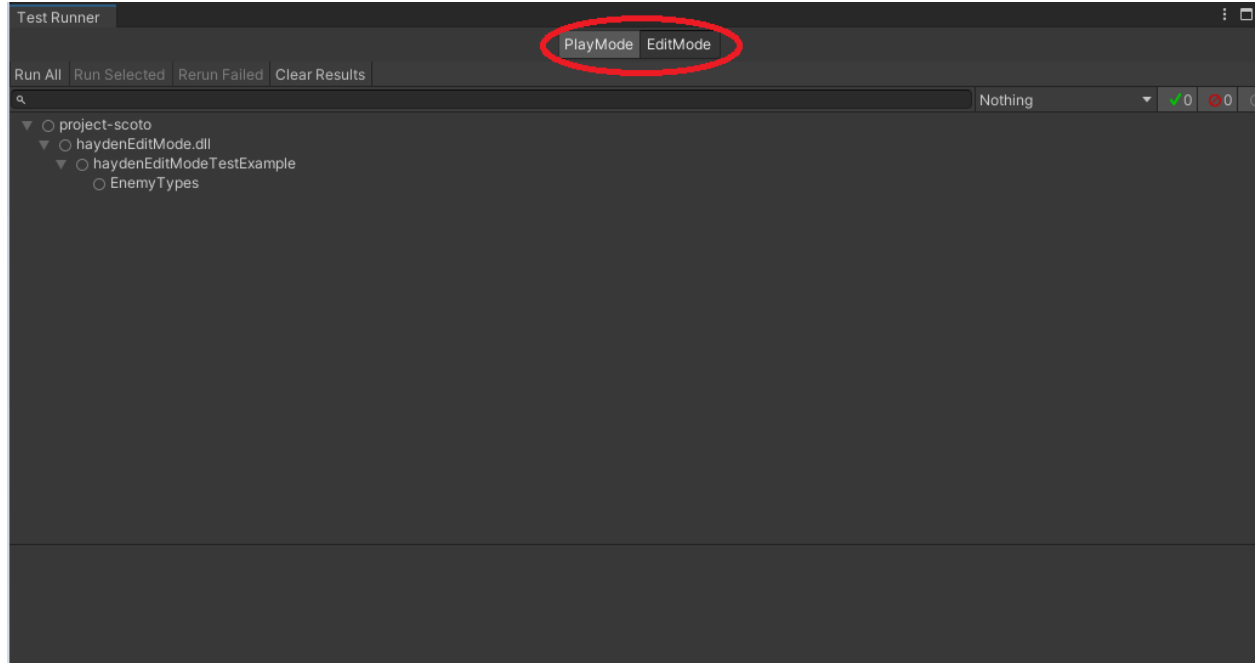 Test Runner
PlayMode EditMode
Run All Run Selected Rerun Failed Clear Results
Nothing 0 0
project-scoto
haydenEditMode.dll
haydenEditModeTestExample
EnemyTypes